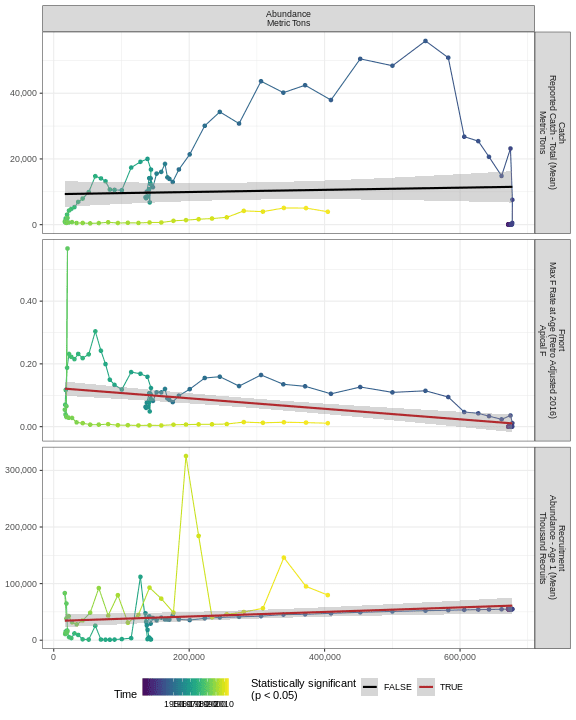 Abundance
Metric Tons
Catch
Reported Catch - Total (Mean)
Metric Tons
40,000
20,000
0
Fmort
Max F Rate at Age (Retro Adjusted 2016)
Apical F
0.40
0.20
0.00
Recruitment
Abundance - Age 1 (Mean)
Thousand Recruits
300,000
200,000
100,000
0
0
200,000
400,000
600,000
Time
Statistically significant
(p < 0.05)
FALSE
TRUE